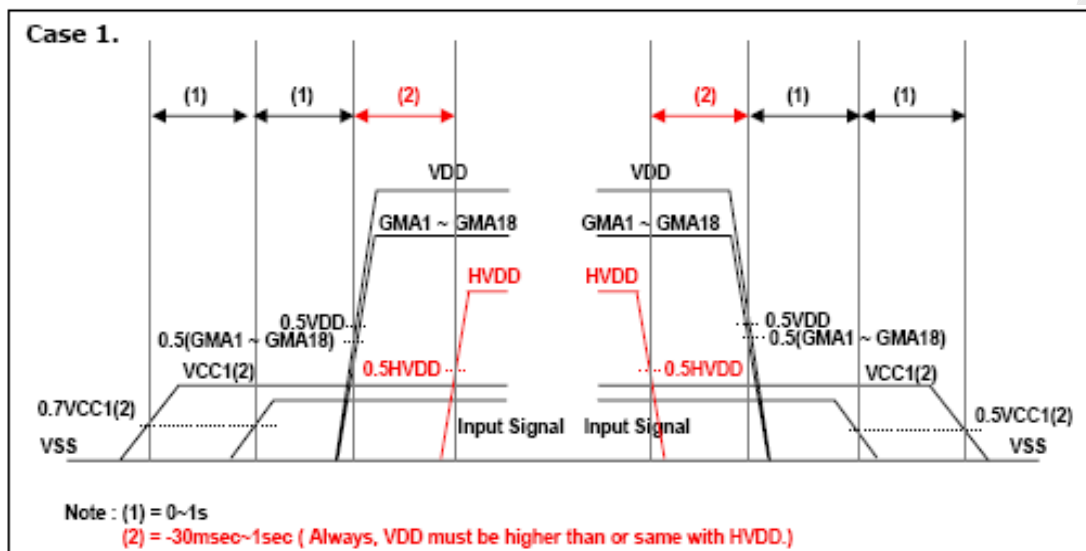 Case 1.
(1) (1) (2) (2) (1) (1)
VDD VDD
GMA1 ~ GMA18 GMA1 ~ GMA18
HVDD HVDD
0.5VDD 0.5VDD
0.5(GMA1 ~ GMA18) 0.5(GMA1 ~ GMA18)
VCC1(2) 0.5HVDD 0.5HVDD VCC1(2)
0.7VCC1(2) 0.5VCC1(2)
Input Signal Input Signal
VSS VSS
Note : (1) = 0~1s
(2) = -30msec~1sec ( Always, VDD must be higher than or same with HVDD.)